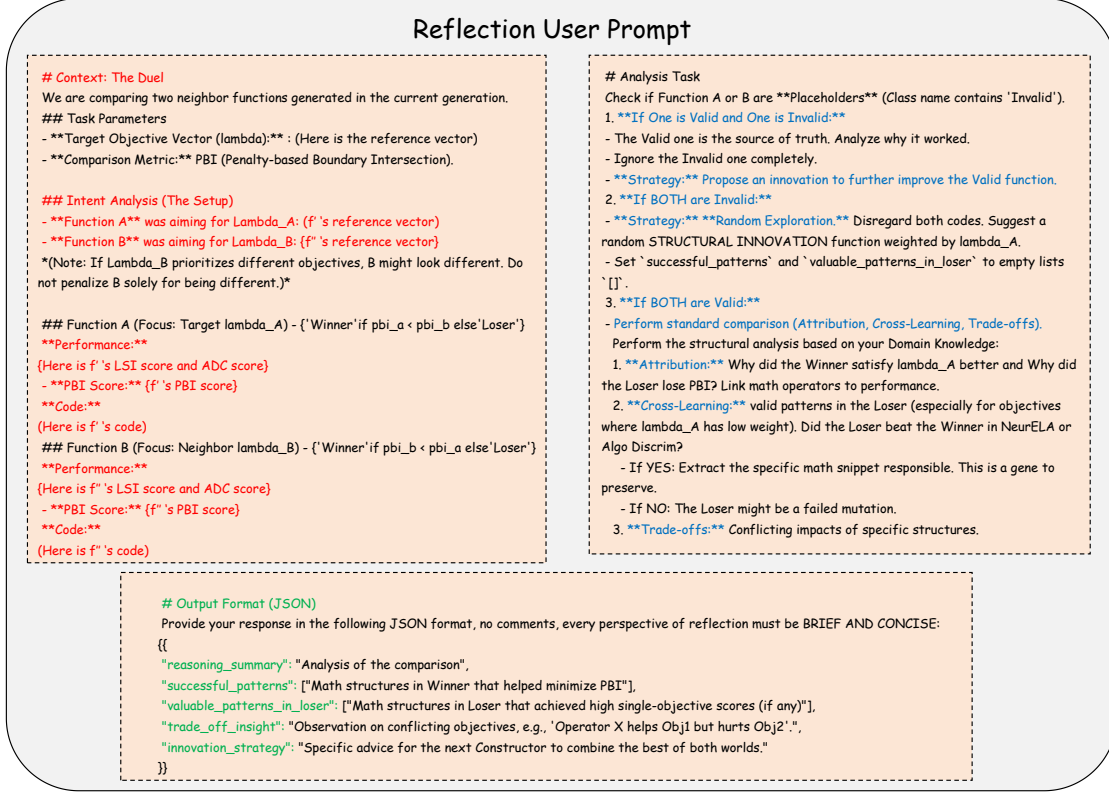 Reflection User Prompt
# Context: The Duel
We are comparing two neighbor functions generated in the current generation.
## Task Parameters
- **Target Objective Vector (lambda):** : (Here is the reference vector)
- **Comparison Metric:** PBI (Penalty-based Boundary Intersection).
## Intent Analysis (The Setup)
- **Function A** was aiming for Lambda_A: (f' 's reference vector)
- **Function B** was aiming for Lambda_B: {f'' 's reference vector}
*(Note: If Lambda_B prioritizes different objectives, B might look different. Do
not penalize B solely for being different.)*
## Function A (Focus: Target lambda_A) - {'Winner'if pbi_a < pbi_b else'Loser'}
**Performance:**
{Here is f' 's LSI score and ADC score}
- **PBI Score:** {f' 's PBI score}
**Code:**
(Here is f' 's code)
## Function B (Focus: Neighbor lambda_B) - {'Winner'if pbi_b < pbi_a else'Loser'}
**Performance:**
{Here is f'' 's LSI score and ADC score}
- **PBI Score:** {f'' 's PBI score}
**Code:**
(Here is f'' 's code)
# Analysis Task
Check if Function A or B are **Placeholders** (Class name contains 'Invalid').
1. **If One is Valid and One is Invalid:**
- The Valid one is the source of truth. Analyze why it worked.
- Ignore the Invalid one completely.
- **Strategy:** Propose an innovation to further improve the Valid function.
2. **If BOTH are Invalid:**
- **Strategy:** **Random Exploration.** Disregard both codes. Suggest a
random STRUCTURAL INNOVATION function weighted by lambda_A.
- Set `successful_patterns` and `valuable_patterns_in_loser` to empty lists
`[]`.
3. **If BOTH are Valid:**
- Perform standard comparison (Attribution, Cross-Learning, Trade-offs).
Perform the structural analysis based on your Domain Knowledge:
1. **Attribution:** Why did the Winner satisfy lambda_A better and Why did
the Loser lose PBI? Link math operators to performance.
2. **Cross-Learning:** valid patterns in the Loser (especially for objectives
where lambda_A has low weight). Did the Loser beat the Winner in NeurELA or
Algo Discrim?
- If YES: Extract the specific math snippet responsible. This is a gene to
preserve.
- If NO: The Loser might be a failed mutation.
3. **Trade-offs:** Conflicting impacts of specific structures.
# Output Format (JSON)
Provide your response in the following JSON format, no comments, every perspective of reflection must be BRIEF AND CONCISE:
{{
"reasoning_summary": "Analysis of the comparison",
"successful_patterns": ["Math structures in Winner that helped minimize PBI"],
"valuable_patterns_in_loser": ["Math structures in Loser that achieved high single-objective scores (if any)"],
"trade_off_insight": "Observation on conflicting objectives, e.g., 'Operator X helps Obj1 but hurts Obj2'.",
"innovation_strategy": "Specific advice for the next Constructor to combine the best of both worlds."
}}